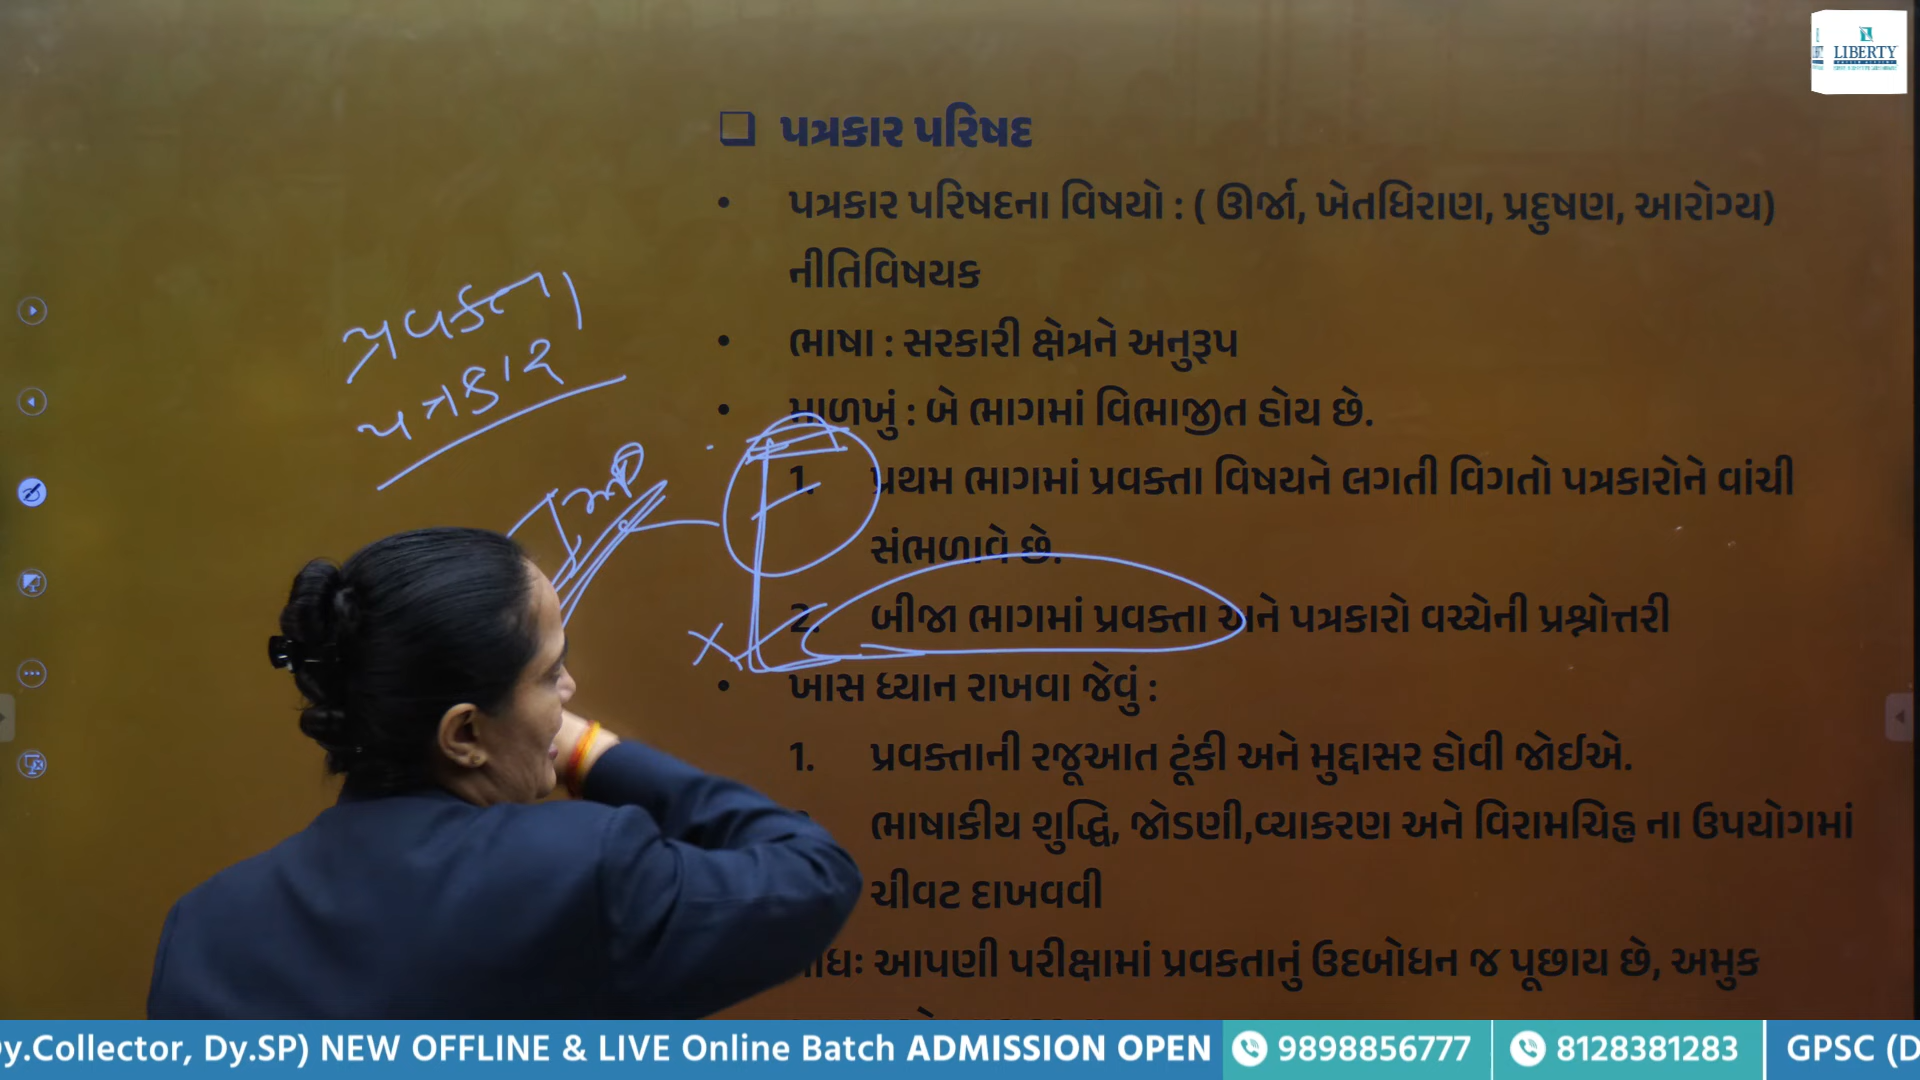 LIBERTY
❑ પત્રકાર પરિષદ
• પત્રકાર પરિષદના વિષયો : ( ઊર્જા, ખેતધિરાણ, પ્રદુષણ, આરોગ્ય)
નીતિવિષયક
• ભાષા : સરકારી ક્ષેત્રને અનુરૂપ
• માળખું : બે ભાગમાં વિભાજીત હોય છે.
1. પ્રથમ ભાગમાં પ્રવક્તા વિષયને લગતી વિગતો પત્રકારોને વાંચી
સંભળાવે છે.
2. બીજા ભાગમાં પ્રવક્તા અને પત્રકારો વચ્ચેની પ્રશ્નોત્તરી
• ખાસ ધ્યાન રાખવા જેવું :
1. પ્રવક્તાની રજૂઆત ટૂંકી અને મુદ્દાસર હોવી જોઈએ.
ભાષાકીય શુદ્ધિ, જોડણી,વ્યાકરણ અને વિરામચિહ્ન ના ઉપયોગમાં
ચીવટ દાખવવી
આપણી પરીક્ષામાં પ્રવકતાનું ઉદબોધન જ પૂછાય છે, અમુક
પ્રવક્તા
પત્રકાર
Imp
y.Collector, Dy.SP) NEW OFFLINE & LIVE Online Batch ADMISSION OPEN 9898856777 8128381283 GPSC (D